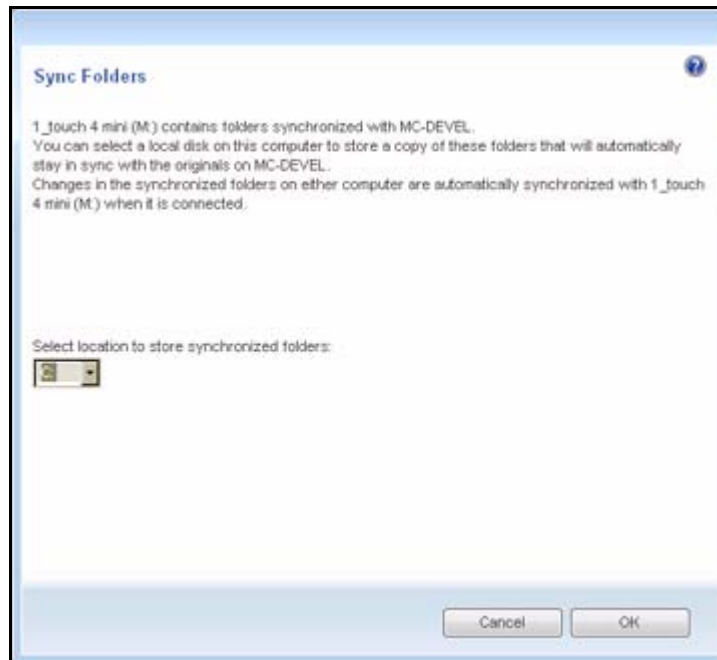 Sync Folders
1_touch 4 mini (M:) contains folders synchronized with MC-DEVEL.
You can select a local disk on this computer to store a copy of these folders that will automatically
stay in sync with the originals on MC-DEVEL.
Changes in the synchronized folders on either computer are automatically synchronized with 1_touch
4 mini (M:) when it is connected.
Select location to store synchronized folders:
Cancel OK